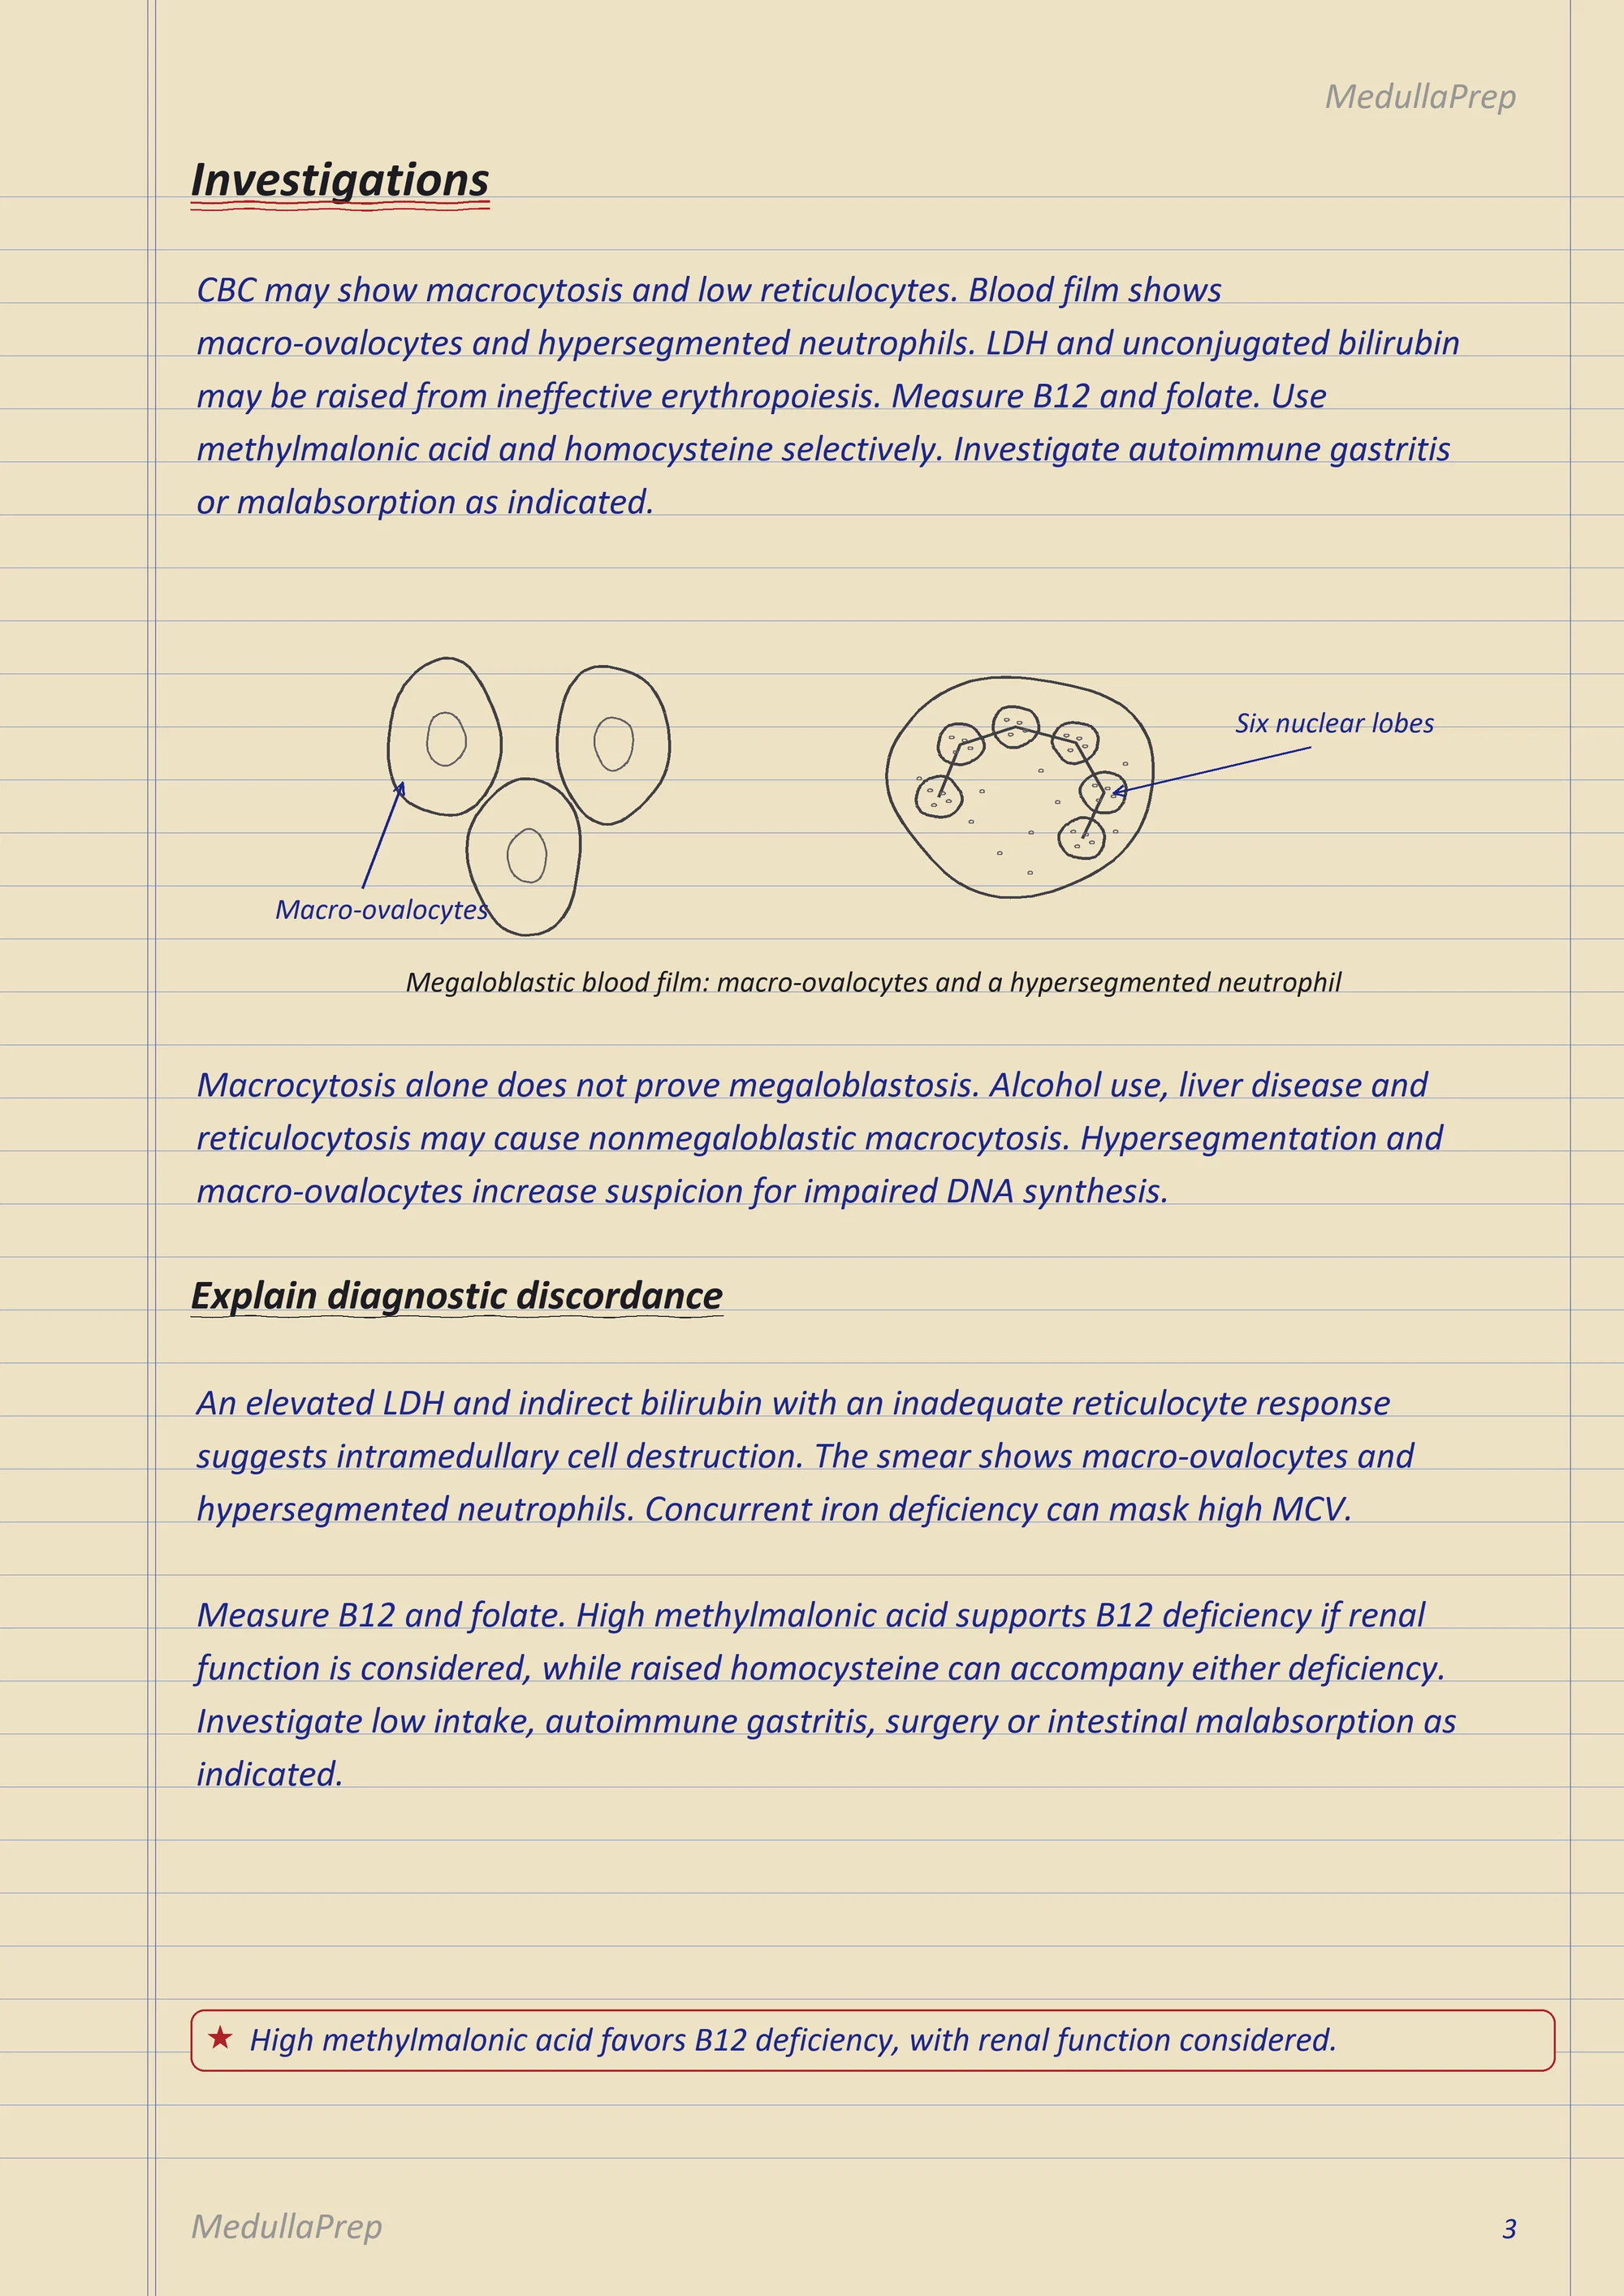 MedullaPrep
Investigations
CBC may show macrocytosis and low reticulocytes. Blood film shows
macro-ovalocytes and hypersegmented neutrophils. LDH and unconjugated bilirubin
may be raised from ineffective erythropoiesis. Measure B12 and folate. Use
methylmalonic acid and homocysteine selectively. Investigate autoimmune gastritis
or malabsorption as indicated.
Six nuclear lobes
Macro-ovalocytes
Megaloblastic blood film: macro-ovalocytes and a hypersegmented neutrophil
Macrocytosis alone does not prove megaloblastosis. Alcohol use, liver disease and
reticulocytosis may cause nonmegaloblastic macrocytosis. Hypersegmentation and
macro-ovalocytes increase suspicion for impaired DNA synthesis.
Explain diagnostic discordance
An elevated LDH and indirect bilirubin with an inadequate reticulocyte response
suggests intramedullary cell destruction. The smear shows macro-ovalocytes and
hypersegmented neutrophils. Concurrent iron deficiency can mask high MCV.
Measure B12 and folate. High methylmalonic acid supports B12 deficiency if renal
function is considered, while raised homocysteine can accompany either deficiency.
Investigate low intake, autoimmune gastritis, surgery or intestinal malabsorption as
indicated.
★ High methylmalonic acid favors B12 deficiency, with renal function considered.
MedullaPrep
3